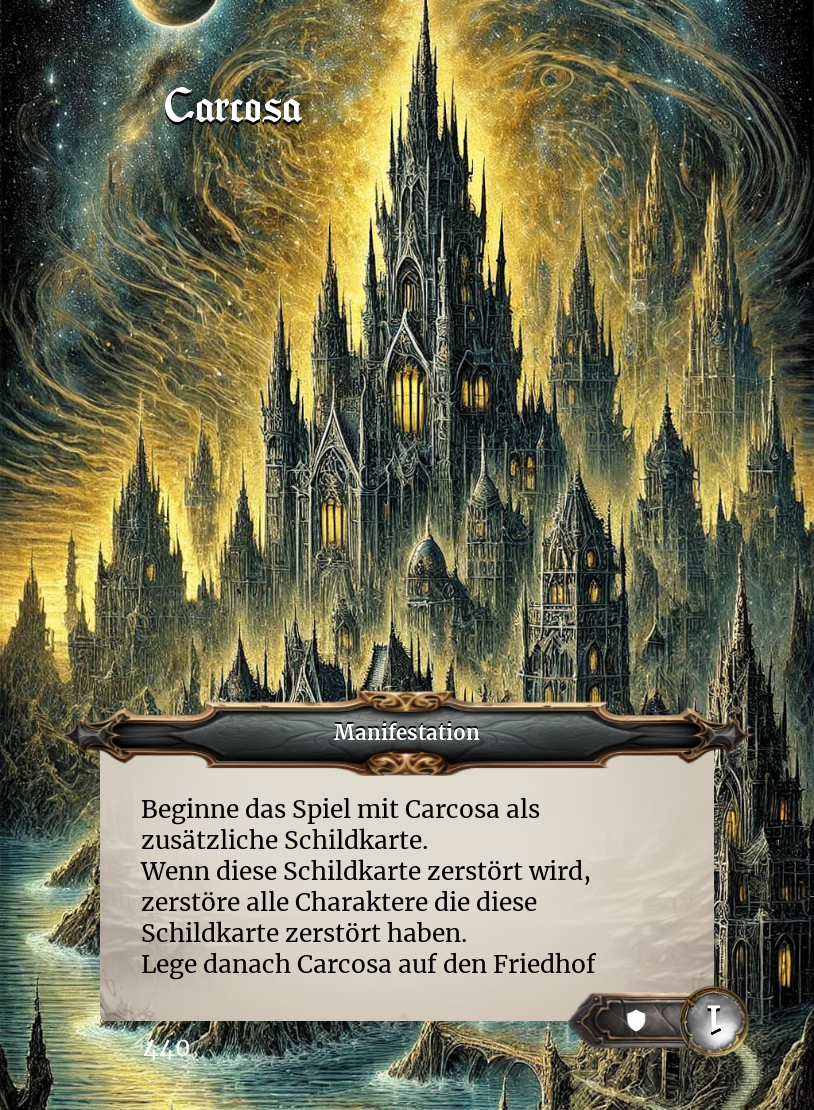 Carcosa
Manifestation
Beginne das Spiel mit Carcosa als
zusätzliche Schildkarte.
Wenn diese Schildkarte zerstört wird,
zerstöre alle Charaktere die diese
Schildkarte zerstört haben.
Lege danach Carcosa auf den Friedhof
440